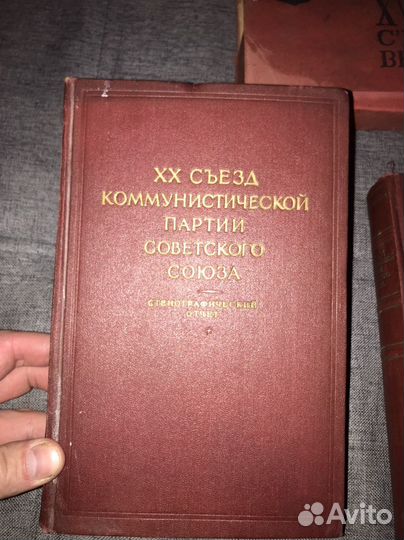 XX СЪЕЗД
КОММУНИСТИЧЕСКОЙ
ПАРТИИ
СОВЕТСКОГО
СОЮЗА
СТЕНОГРАФИЧЕСКИЙ
ОТЧЕТ
Avito